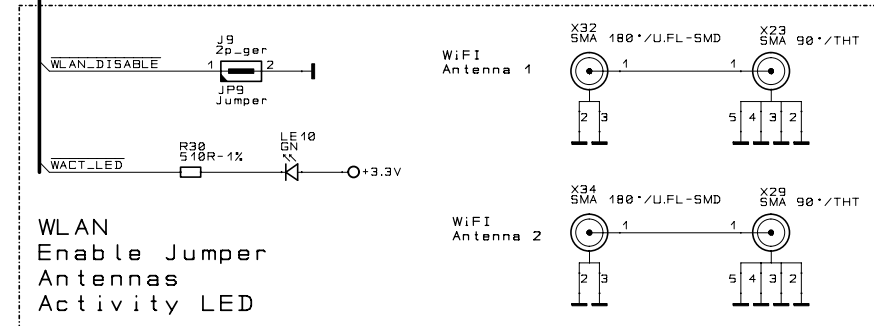 J9
2p_ger
WLAN_DISABLE
1 2
JP9
Jumper
R30
510R-1%
LE10
GN
WACT_LED
+3.3V
WLAN
Enable Jumper
Antennas
Activity LED
WiFI
Antenna 1
X32
SMA 180°/U.FL-SMD
X23
SMA 90°/THT
1 1
2 3
5 4 3 2
WiFI
Antenna 2
X34
SMA 180°/U.FL-SMD
X29
SMA 90°/THT
1 1
2 3
5 4 3 2